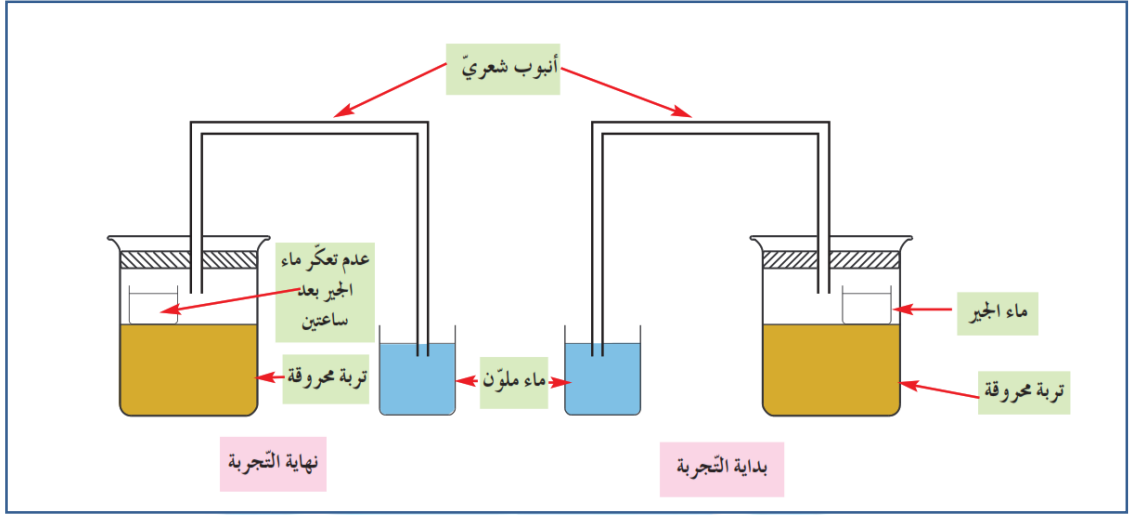 أنبوب شعريّ
عدم تعكّر ماء
الجير بعد
ساعتين
ماء الجير
تربة محروقة
ماء ملوّن
تربة محروقة
نهاية التّجربة
بداية التّجربة